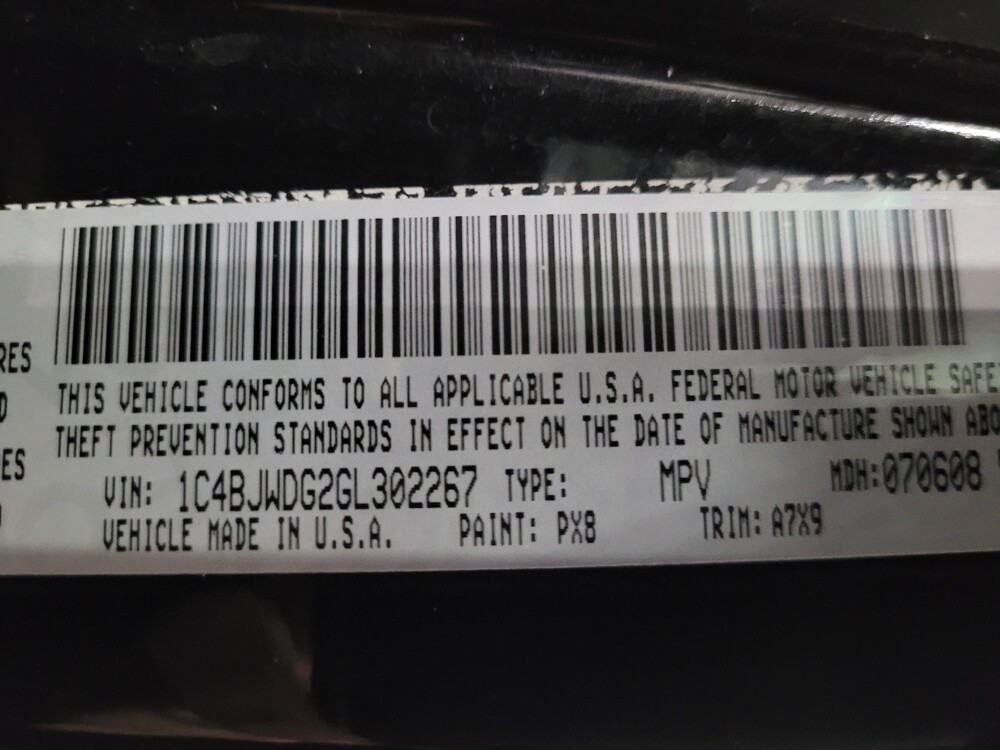 RES
THIS VEHICLE CONFORMS TO ALL APPLICABLE U.S.A. FEDERAL MOTOR VEHICLE SAFE
D
THEFT PREVENTION STANDARDS IN EFFECT ON THE DATE OF MANUFACTURE SHOWN ABO
ES
VIN: 1C4BJWDG2GL302267 TYPE: MPV MDH:070608
VEHICLE MADE IN U.S.A. PAINT: PX8 TRIM: A7X9